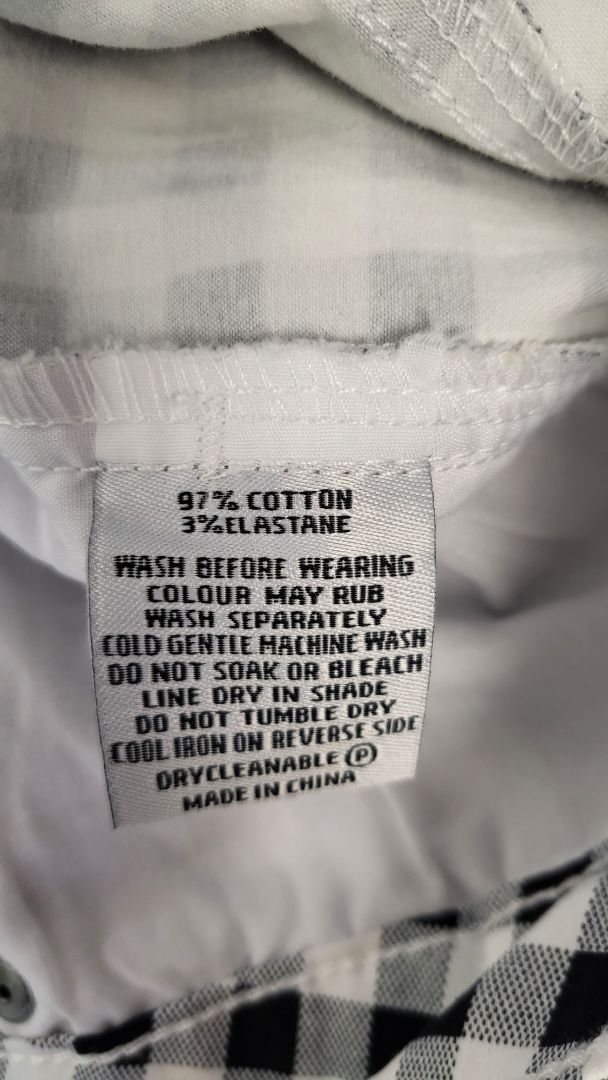 97% COTTON
3%ELASTANE
WASH BEFORE WEARING
COLOUR MAY RUB
WASH SEPARATELY
COLD GENTLE MACHINE WASH
DO NOT SOAK OR BLEACH
LINE DRY IN SHADE
DO NOT TUMBLE DRY
COOL IRON ON REVERSE SIDE
DRYCLEANABLE Ⓟ
MADE IN CHINA